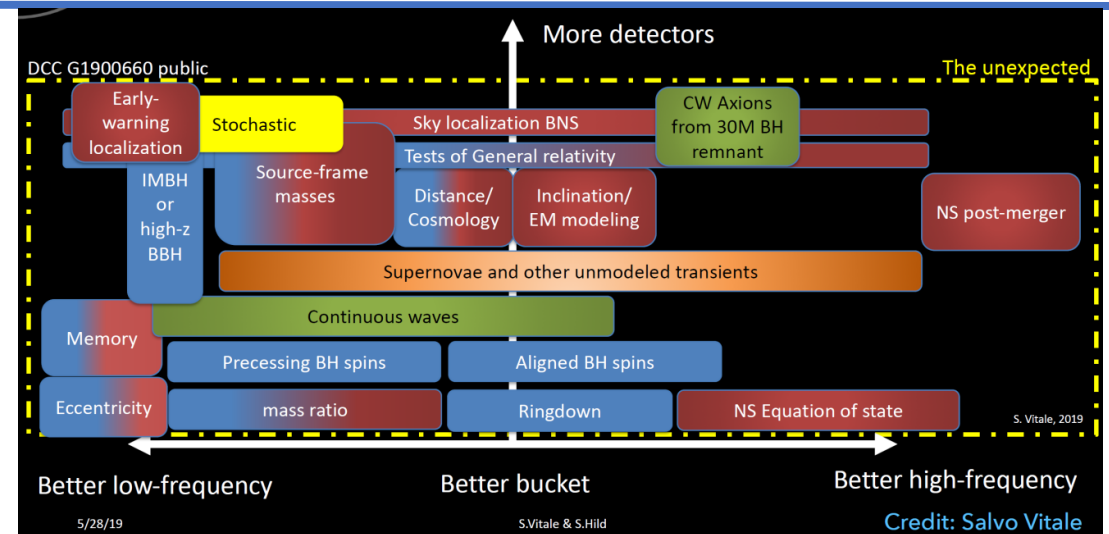 More detectors
DCC G1900660 public
The unexpected
Early-
warning
localization
Stochastic
Sky localization BNS
CW Axions
from 30M BH
remnant
Tests of General relativity
IMBH
or
high-z
BBH
Source-frame
masses
Distance/
Cosmology
Inclination/
EM modeling
NS post-merger
Supernovae and other unmodeled transients
Continuous waves
Memory
Precessing BH spins
Aligned BH spins
Eccentricity
mass ratio
Ringdown
NS Equation of state
S. Vitale, 2019
Better low-frequency
Better bucket
Better high-frequency
5/28/19
S.Vitale & S.Hild
Credit: Salvo Vitale